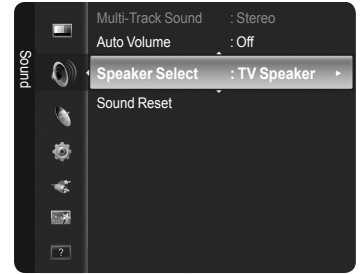 Sound
Multi-Track Sound : Stereo
Auto Volume : Off
Speaker Select : TV Speaker
Sound Reset
?